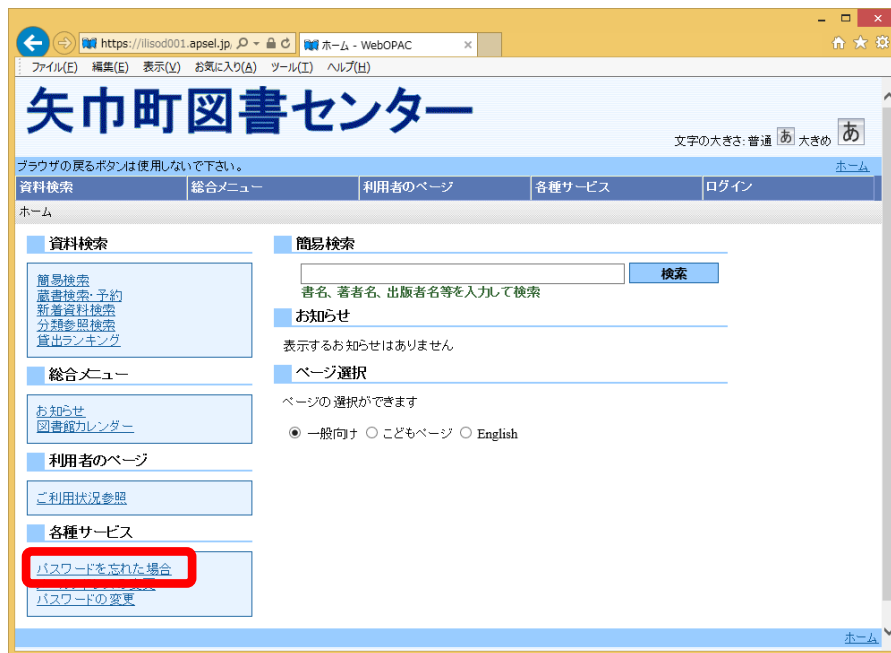 https://ilisod001.apsel.jp/
ホーム - WebOPAC
ファイル(F) 編集(E) 表示(V) お気に入り(A) ツール(T) ヘルプ(H)
矢巾町図書センター
文字の大きさ: 普通 あ 大きめ あ
ブラウザの戻るボタンは使用しないで下さい。
ホーム
資料検索 総合メニュー 利用者のページ 各種サービス ログイン
ホーム
資料検索
簡易検索
蔵書検索・予約
新着資料検索
分類参照検索
貸出ランキング
総合メニュー
お知らせ
図書館カレンダー
利用者のページ
ご利用状況参照
各種サービス
パスワードを忘れた場合
パスワードの変更
簡易検索
検索
書名、著者名、出版者名等を入力して検索
お知らせ
表示するお知らせはありません
ページ選択
ページの選択ができます
一般向け こどもページ English
ホーム